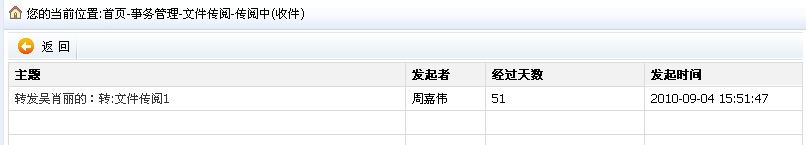 您的当前位置:首页-事务管理-文件传阅-传阅中(收件)
返 回
主题 发起者 经过天数 发起时间
转发吴肖丽的：转:文件传阅1 周嘉伟 51 2010-09-04 15:51:47